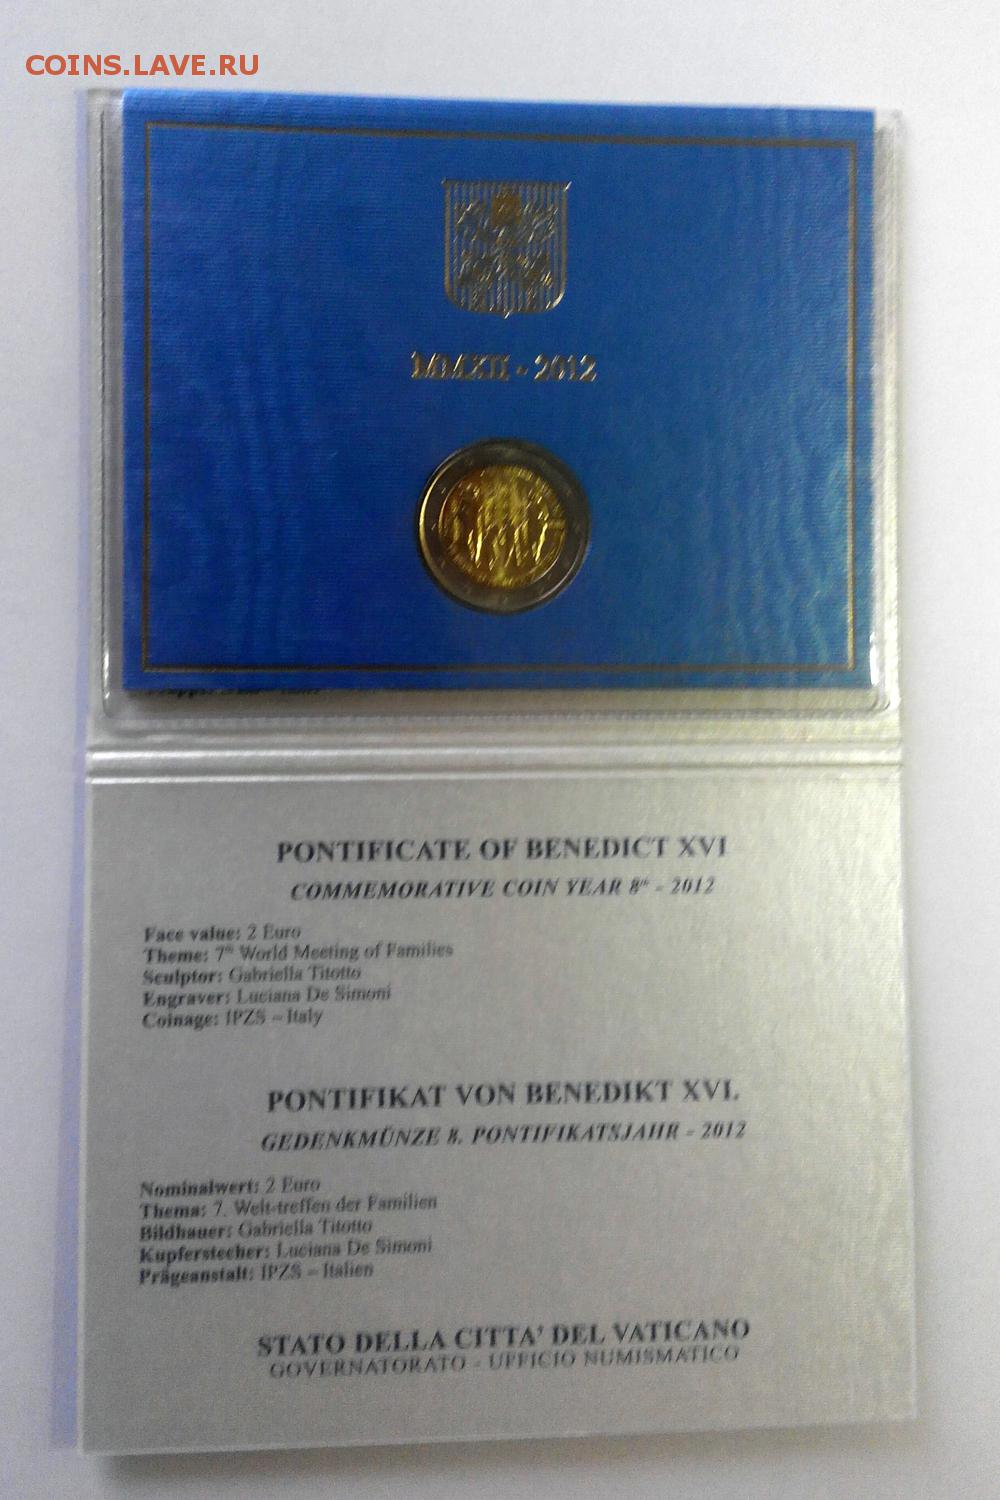 COINS.LAVE.RU
MMXII - 2012
PONTIFICATE OF BENEDICT XVI
COMMEMORATIVE COIN YEAR 8th - 2012
Face value: 2 Euro
Theme: 7th World Meeting of Families
Sculptor: Gabriella Titotto
Engraver: Luciana De Simoni
Coinage: IPZS – Italy
PONTIFIKAT VON BENEDIKT XVI.
GEDENKMÜNZE 8. PONTIFIKATSJAHR - 2012
Nominalwert: 2 Euro
Thema: 7. Welt-treffen der Familien
Bildhauer: Gabriella Titotto
Kupferstecher: Luciana De Simoni
Prägeanstalt: IPZS – Italien
STATO DELLA CITTA' DEL VATICANO
GOVERNATORATO - UFFICIO NUMISMATICO